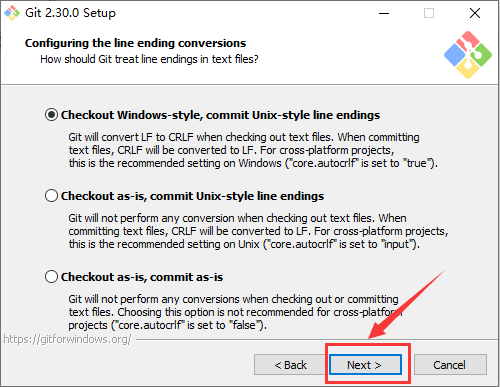 Git 2.30.0 Setup
Configuring the line ending conversions
How should Git treat line endings in text files?
Checkout Windows-style, commit Unix-style line endings
Git will convert LF to CRLF when checking out text files. When committing
text files, CRLF will be converted to LF. For cross-platform projects,
this is the recommended setting on Windows ("core.autocrlf" is set to "true").
Checkout as-is, commit Unix-style line endings
Git will not perform any conversion when checking out text files. When
committing text files, CRLF will be converted to LF. For cross-platform projects,
this is the recommended setting on Unix ("core.autocrlf" is set to "input").
Checkout as-is, commit as-is
Git will not perform any conversions when checking out or committing
text files. Choosing this option is not recommended for cross-platform
projects ("core.autocrlf" is set to "false").
https://gitforwindows.org/
< Back
Next >
Cancel